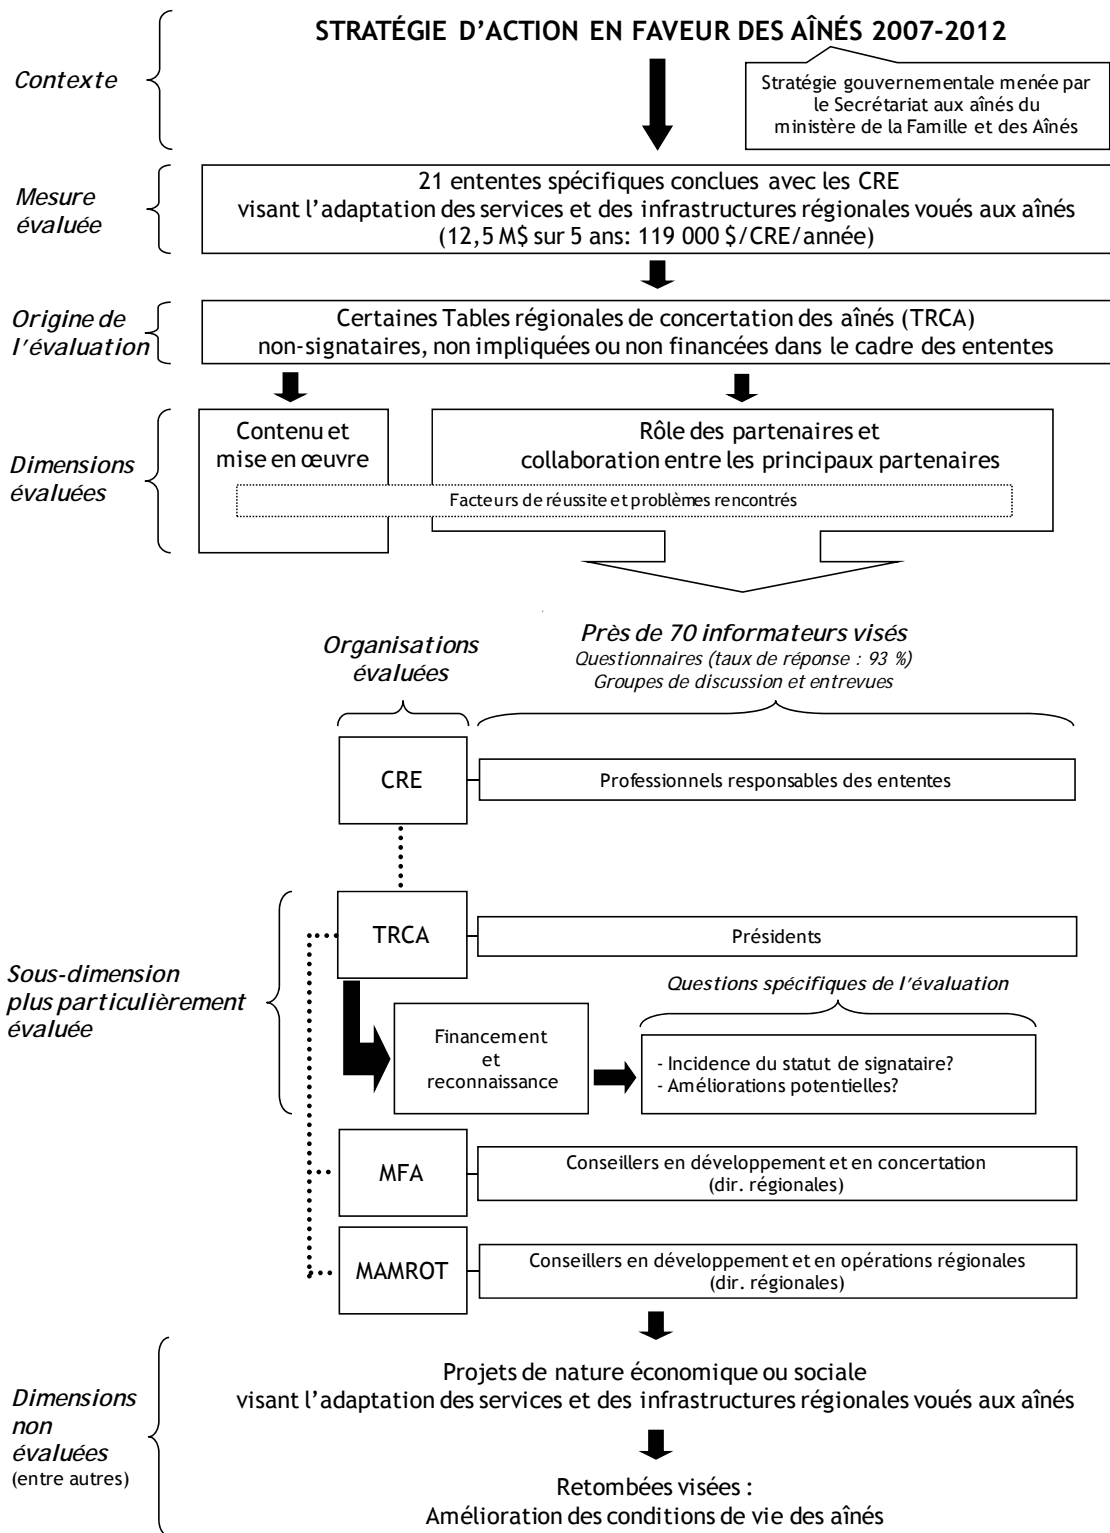 STRATÉGIE D'ACTION EN FAVEUR DES AÎNÉS 2007-2012
Contexte
Stratégie gouvernementale menée par
le Secrétariat aux aînés du
ministère de la Famille et des Aînés
Mesure
évaluée
21 ententes spécifiques conclues avec les CRE
visant l'adaptation des services et des infrastructures régionales voués aux aînés
(12,5 M$ sur 5 ans: 119 000 $/CRE/année)
Origine de
l'évaluation
Certaines Tables régionales de concertation des aînés (TRCA)
non-signataires, non impliquées ou non financées dans le cadre des ententes
Dimensions
évaluées
Contenu et
mise en œuvre
Rôle des partenaires et
collaboration entre les principaux partenaires
Facteurs de réussite et problèmes rencontrés
Organisations
évaluées
Près de 70 informateurs visés
Questionnaires (taux de réponse : 93 %)
Groupes de discussion et entrevues
CRE
Professionnels responsables des ententes
TRCA
Présidents
Sous-dimension
plus particulièrement
évaluée
Questions spécifiques de l'évaluation
Financement
et
reconnaissance
- Incidence du statut de signataire?
- Améliorations potentielles?
MFA
Conseillers en développement et en concertation
(dir. régionales)
MAMROT
Conseillers en développement et en opérations régionales
(dir. régionales)
Dimensions
non
évaluées
(entre autres)
Projets de nature économique ou sociale
visant l'adaptation des services et des infrastructures régionales voués aux aînés
Retombées visées :
Amélioration des conditions de vie des aînés